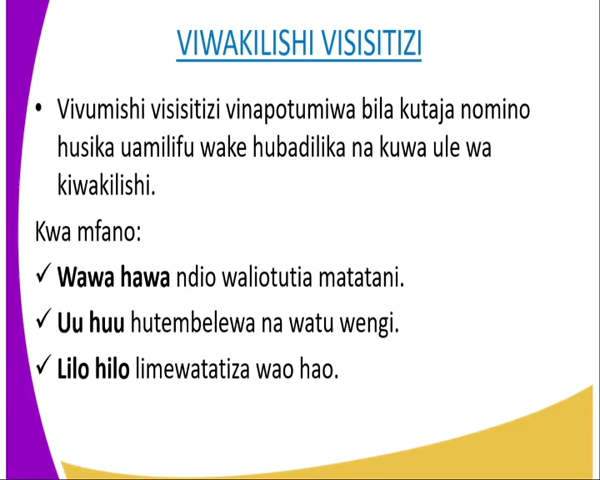 VIWAKILISHI VISISITIZI
• Vivumishi visisitizi vinapotumiwa bila kutaja nomino
husika uamilifu wake hubadilika na kuwa ule wa
kiwakilishi.
Kwa mfano:
✓ Wawa hawa ndio waliotutia matatani.
✓ Uu huu hutembelewa na watu wengi.
✓ Lilo hilo limewatatiza wao hao.